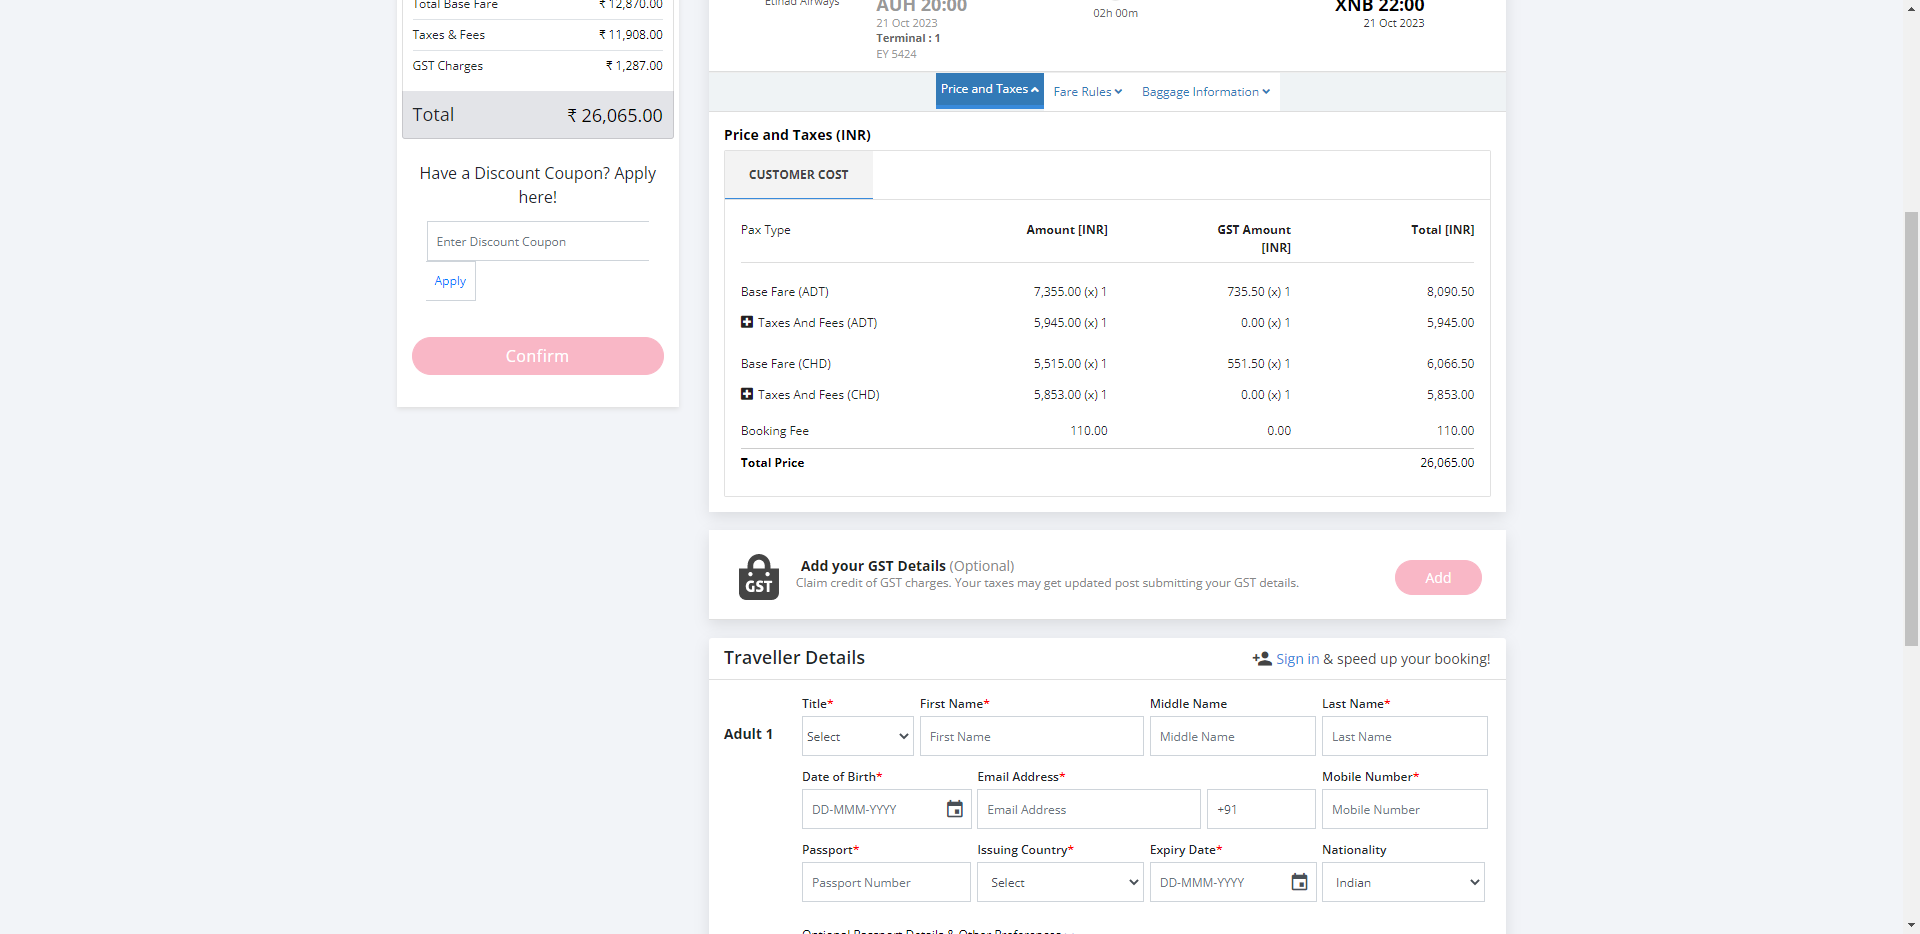 Total Base Fare ₹ 12,870.00
Taxes & Fees ₹ 11,908.00
GST Charges ₹ 1,287.00
Total ₹ 26,065.00
Have a Discount Coupon? Apply
here!
Enter Discount Coupon
Apply
Confirm
Etihad Airways
AUH 20:00
21 Oct 2023
Terminal : 1
EY 5424
02h 00m
XNB 22:00
21 Oct 2023
Price and Taxes Fare Rules Baggage Information
Price and Taxes (INR)
CUSTOMER COST
Pax Type Amount [INR] GST Amount [INR] Total [INR]
Base Fare (ADT) 7,355.00 (x) 1 735.50 (x) 1 8,090.50
Taxes And Fees (ADT) 5,945.00 (x) 1 0.00 (x) 1 5,945.00
Base Fare (CHD) 5,515.00 (x) 1 551.50 (x) 1 6,066.50
Taxes And Fees (CHD) 5,853.00 (x) 1 0.00 (x) 1 5,853.00
Booking Fee 110.00 0.00 110.00
Total Price 26,065.00
GST
Add your GST Details (Optional)
Claim credit of GST charges. Your taxes may get updated post submitting your GST details.
Add
Traveller Details Sign in & speed up your booking!
Title* First Name* Middle Name Last Name*
Adult 1 Select First Name Middle Name Last Name
Date of Birth* Email Address* Mobile Number*
DD-MMM-YYYY Email Address +91 Mobile Number
Passport* Issuing Country* Expiry Date* Nationality
Passport Number Select DD-MMM-YYYY Indian
Optional Passport Details & Other Preferences